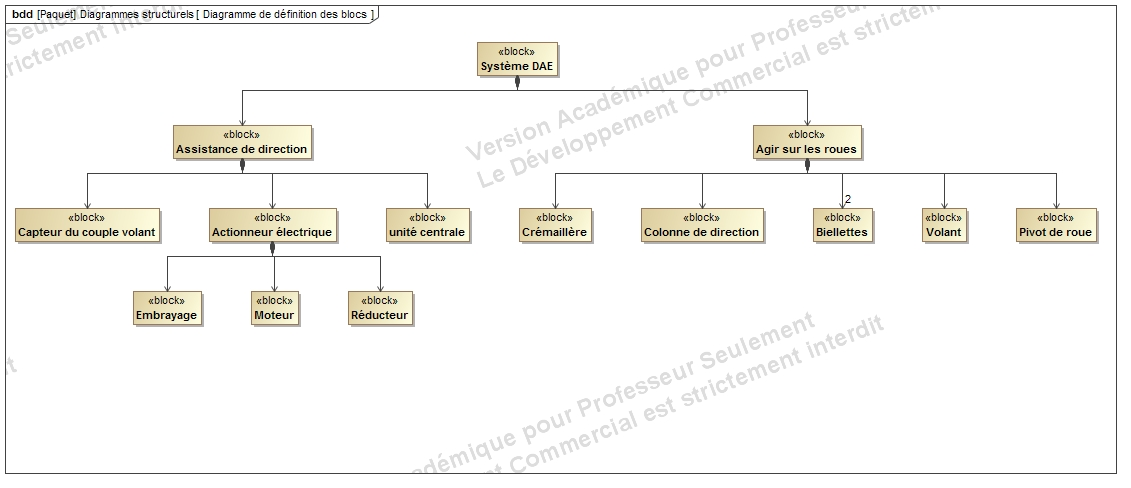 bdd [Paquet] Diagrammes structurels [ Diagramme de définition des blocs ]
«block»
Système DAE
«block»
Assistance de direction
«block»
Agir sur les roues
«block»
Capteur du couple volant
«block»
Actionneur électrique
«block»
unité centrale
«block»
Crémaillère
«block»
Colonne de direction
2
«block»
Biellettes
«block»
Volant
«block»
Pivot de roue
«block»
Embrayage
«block»
Moteur
«block»
Réducteur
Seulement
strictement interdit
Version Académique pour Professeur
Le Développement Commercial est
Académique pour Professeur Seulement
Commercial est strictement interdit